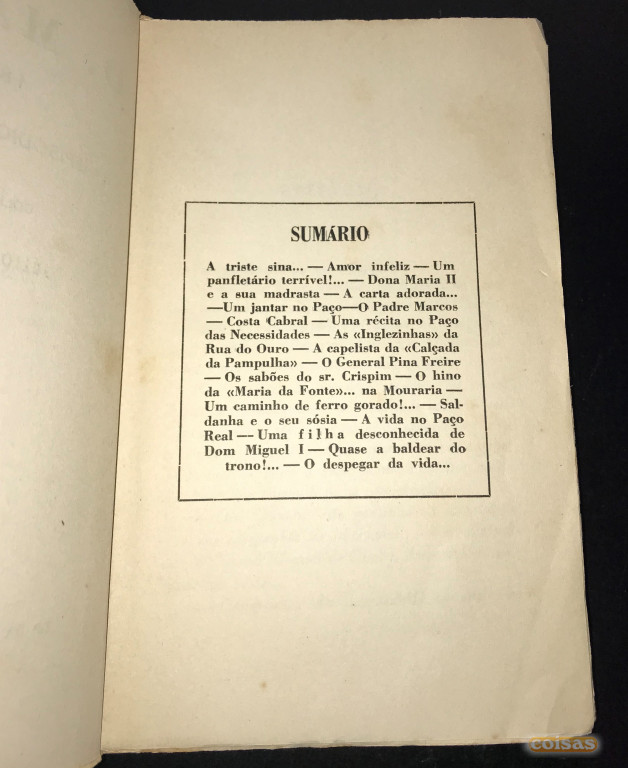 SUMÁRIO
A triste sina... — Amor infeliz — Um
panfletário terrível!... — Dona Maria II
e a sua madrasta — A carta adorada...
—Um jantar no Paço—O Padre Marcos
— Costa Cabral — Uma récita no Paço
das Necessidades — As «Inglezinhas» da
Rua do Ouro — A capelista da «Calçada
da Pampulha» — O General Pina Freire
— Os sabões do sr. Crispim — O hino
da «Maria da Fonte»... na Mouraria —
Um caminho de ferro gorado!... — Sal-
danha e o seu sósia — A vida no Paço
Real — Uma filha desconhecida de
Dom Miguel I — Quase a baldear do
trono!... — O despegar da vida...
coisas